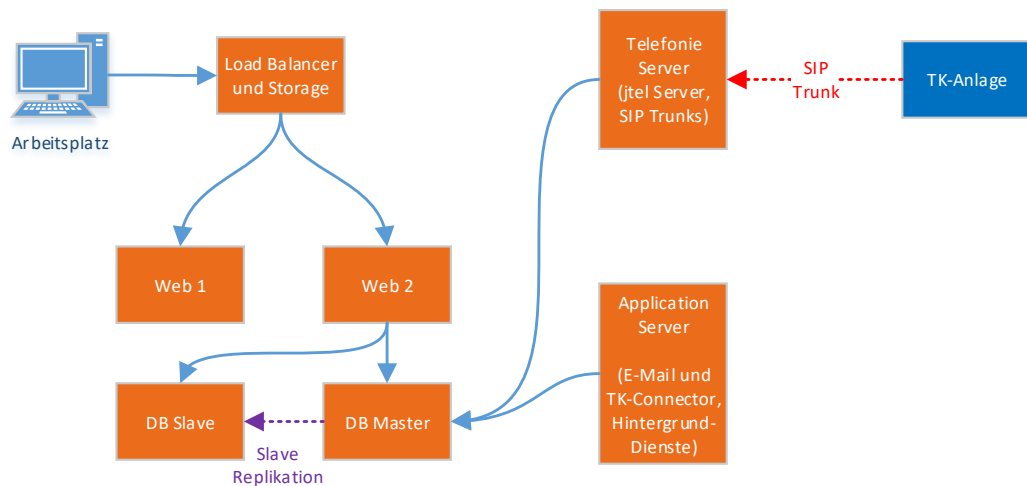 Arbeitsplatz
Load Balancer
und Storage
Telefonie
Server
(jtel Server,
SIP Trunks)
SIP
Trunk
TK-Anlage
Web 1
Web 2
Application
Server
(E-Mail und
TK-Connector,
Hintergrund-
Dienste)
DB Slave
DB Master
Slave
Replikation